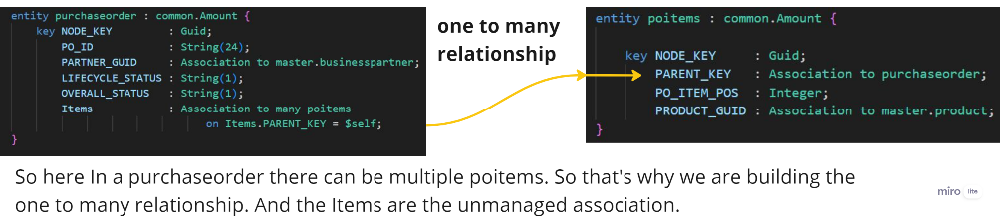 entity purchaseorder : common.Amount {
key NODE_KEY : Guid;
PO_ID : String(24);
PARTNER_GUID : Association to master.businesspartner;
LIFECYCLE_STATUS : String(1);
OVERALL_STATUS : String(1);
Items : Association to many poitems
on Items.PARENT_KEY = $self;
}
one to many
relationship
entity poitems : common.Amount {
key NODE_KEY : Guid;
PARENT_KEY : Association to purchaseorder;
PO_ITEM_POS : Integer;
PRODUCT_GUID : Association to master.product;
}
So here In a purchaseorder there can be multiple poitems. So that's why we are building the
one to many relationship. And the Items are the unmanaged association.
miro lite